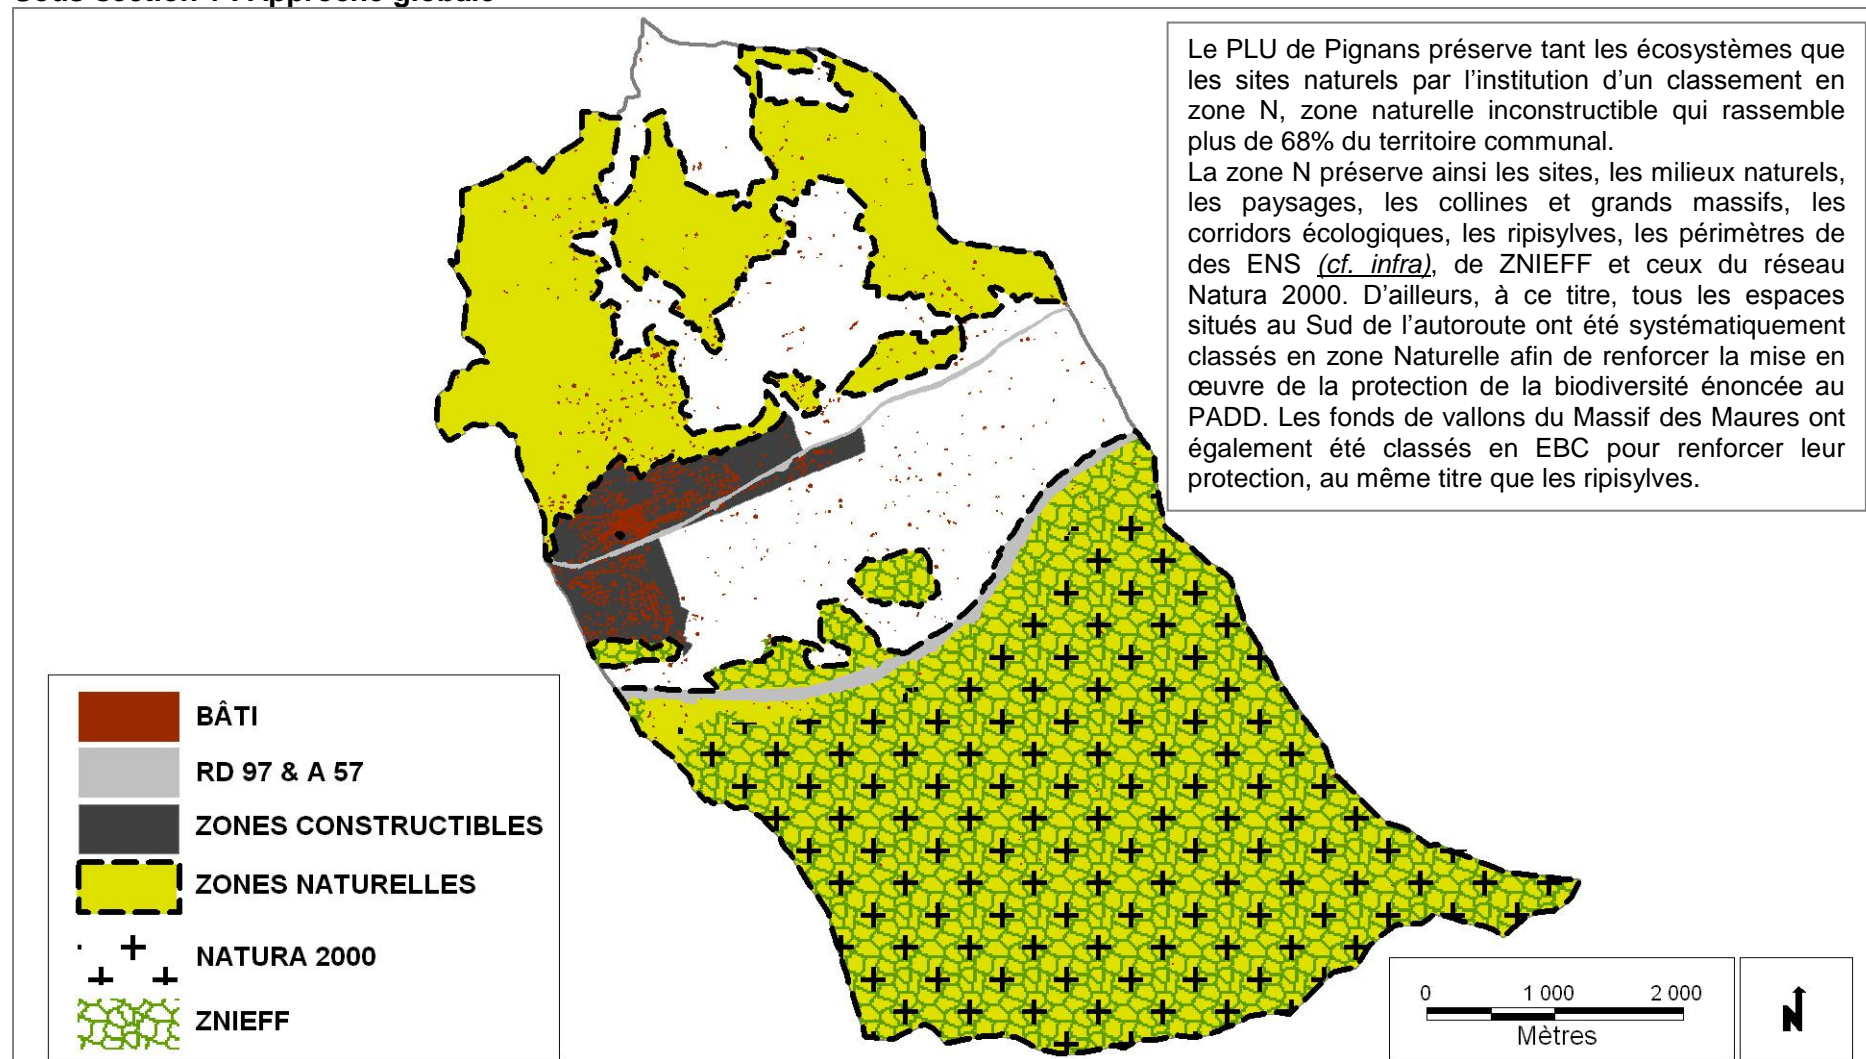 Sous-section 1 : Approche globale
Le PLU de Pignans préserve tant les écosystèmes que
les sites naturels par l'institution d'un classement en
zone N, zone naturelle inconstructible qui rassemble
plus de 68% du territoire communal.
La zone N préserve ainsi les sites, les milieux naturels,
les paysages, les collines et grands massifs, les
corridors écologiques, les ripisylves, les périmètres de
des ENS (cf. infra), de ZNIEFF et ceux du réseau
Natura 2000. D'ailleurs, à ce titre, tous les espaces
situés au Sud de l'autoroute ont été systématiquement
classés en zone Naturelle afin de renforcer la mise en
œuvre de la protection de la biodiversité énoncée au
PADD. Les fonds de vallons du Massif des Maures ont
également été classés en EBC pour renforcer leur
protection, au même titre que les ripisylves.
BÂTI
RD 97 & A 57
ZONES CONSTRUCTIBLES
ZONES NATURELLES
NATURA 2000
ZNIEFF
0 1 000 2 000
Mètres
N